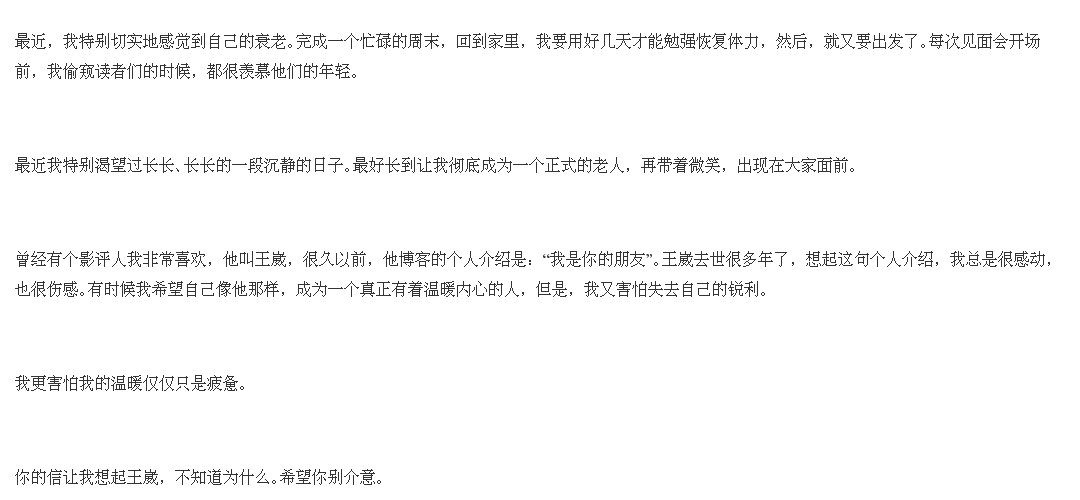 最近，我特别切实地感觉到自己的衰老。完成一个忙碌的周末，回到家里，我要用好几天才能勉强恢复体力，然后，就又要出发了。每次见面会开场
前，我偷窥读者们的时候，都很羡慕他们的年轻。
最近我特别渴望过长长、长长的一段沉静的日子。最好长到让我彻底成为一个正式的老人，再带着微笑，出现在大家面前。
曾经有个影评人我非常喜欢，他叫王崴，很久以前，他博客的个人介绍是：“我是你的朋友”。王崴去世很多年了，想起这句个人介绍，我总是很感动，
也很伤感。有时候我希望自己像他那样，成为一个真正有着温暖内心的人，但是，我又害怕失去自己的锐利。
我更害怕我的温暖仅仅只是疲惫。
你的信让我想起王崴，不知道为什么。希望你别介意。